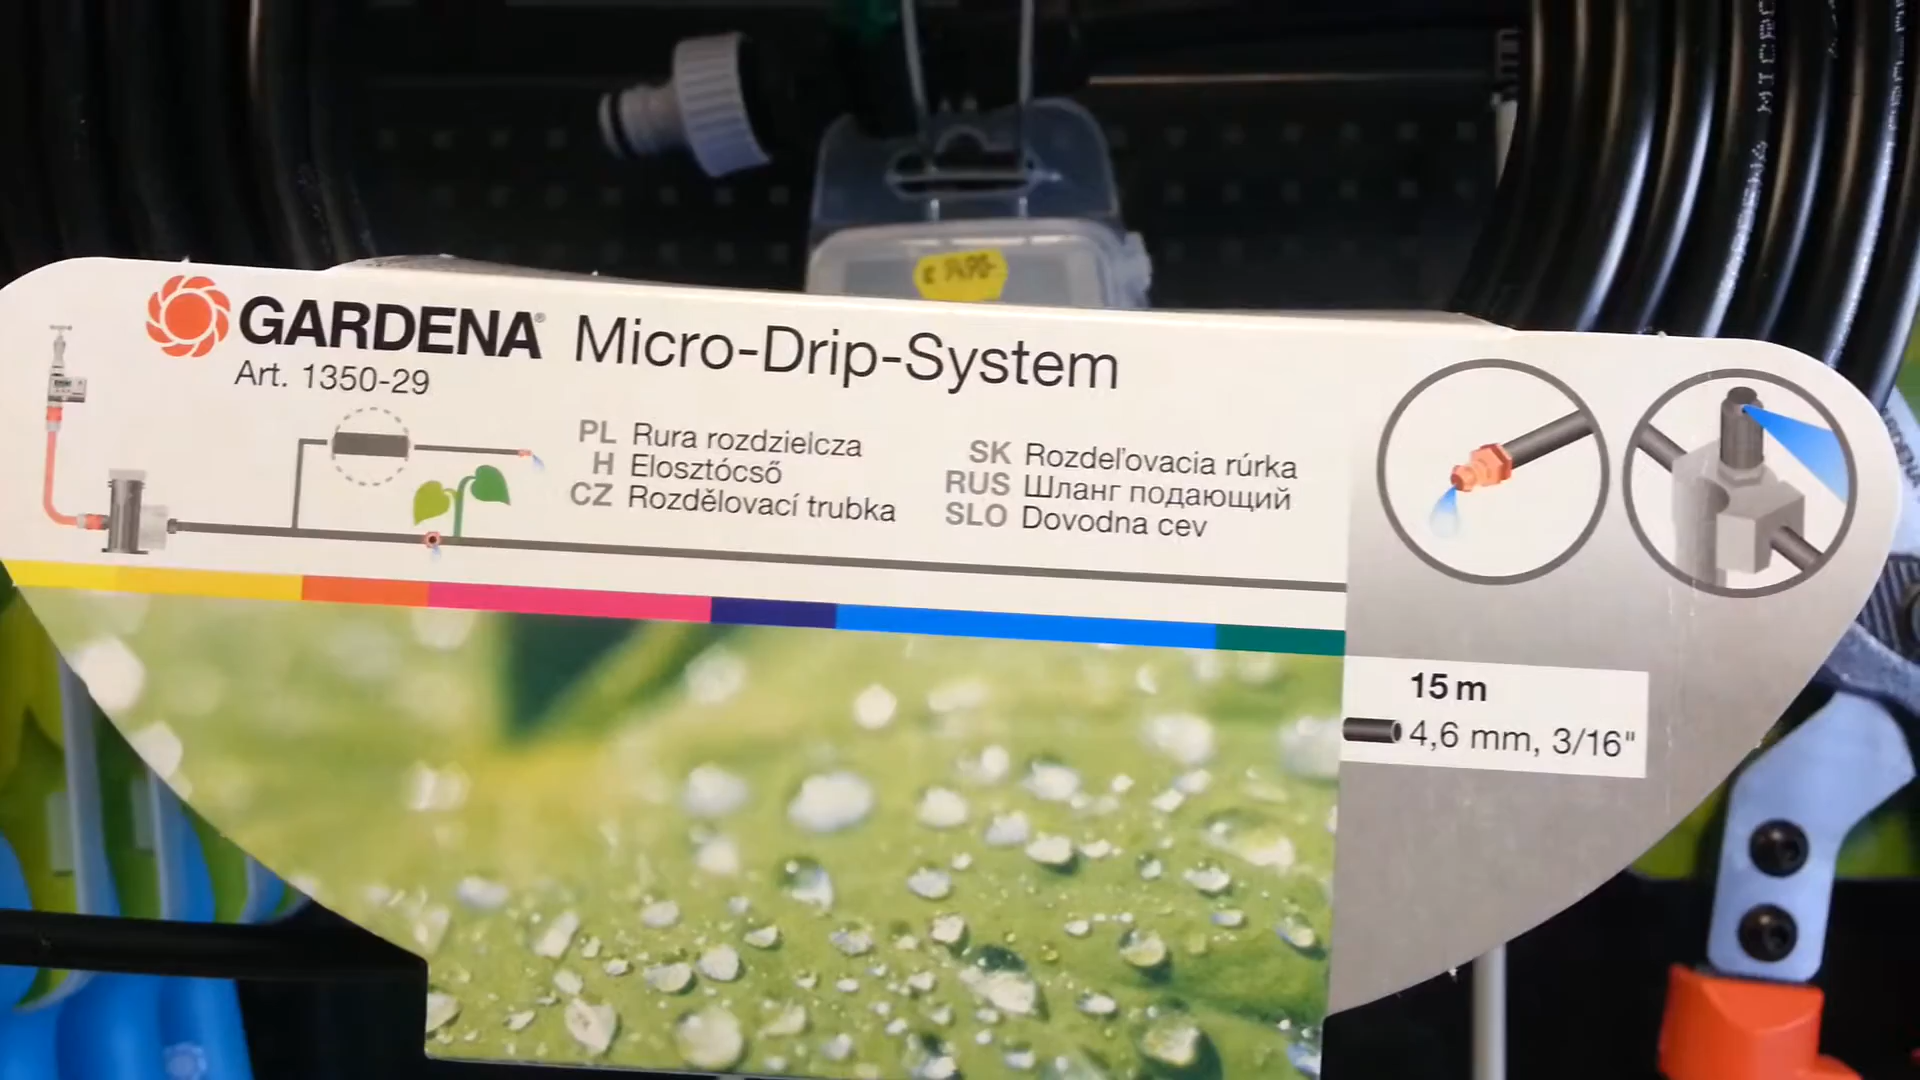 GARDENA® Micro-Drip-System
Art. 1350-29
PL Rura rozdzielcza
H Elosztócső
CZ Rozdělovací trubka
SK Rozdeľovacia rúrka
RUS Шланг подающий
SLO Dovodna cev
15 m
4,6 mm, 3/16"